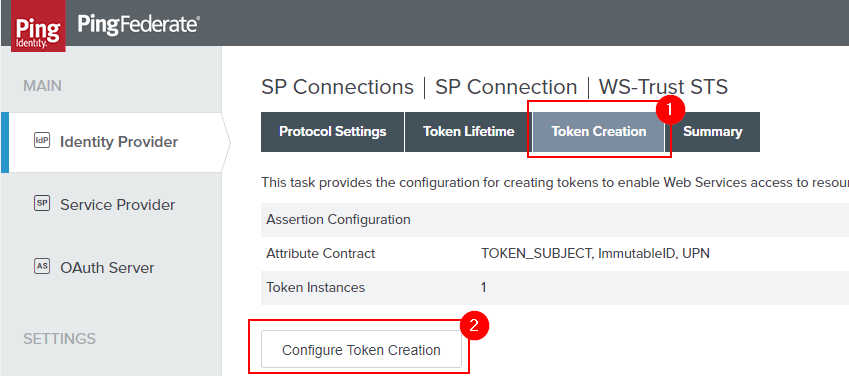 Ping
Identity.
PingFederate®
MAIN
IdP Identity Provider
SP Service Provider
AS OAuth Server
SETTINGS
SP Connections | SP Connection | WS-Trust STS
1
Protocol Settings Token Lifetime Token Creation Summary
This task provides the configuration for creating tokens to enable Web Services access to resou
Assertion Configuration
Attribute Contract TOKEN_SUBJECT, ImmutableID, UPN
Token Instances 1
2
Configure Token Creation